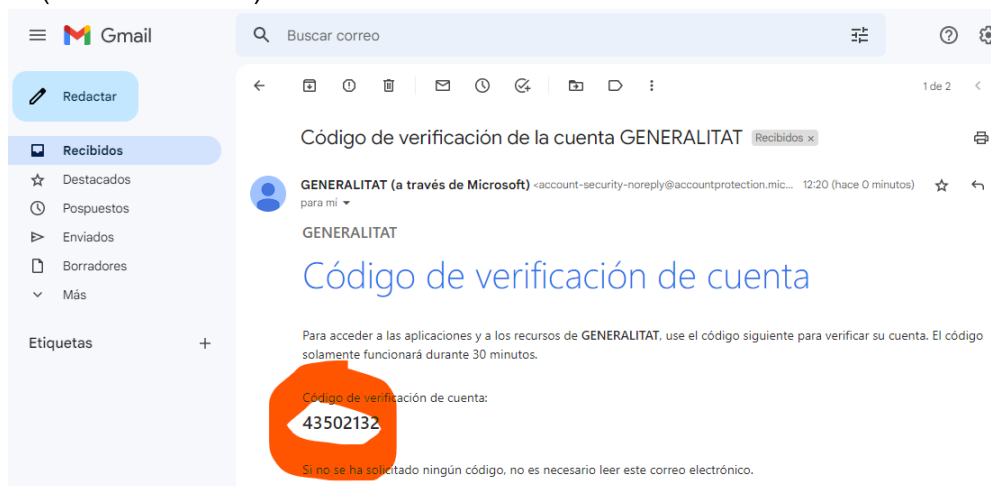 Gmail
Buscar correo
Redactar
1 de 2
Recibidos
Código de verificación de la cuenta GENERALITAT Recibidos x
Destacados
GENERALITAT (a través de Microsoft) <account-security-noreply@accountprotection.mic... 12:20 (hace 0 minutos)
para mí
Pospuestos
Enviados
GENERALITAT
Borradores
Código de verificación de cuenta
Más
Etiquetas
Para acceder a las aplicaciones y a los recursos de GENERALITAT, use el código siguiente para verificar su cuenta. El código
solamente funcionará durante 30 minutos.
Código de verificación de cuenta:
43502132
Si no se ha solicitado ningún código, no es necesario leer este correo electrónico.